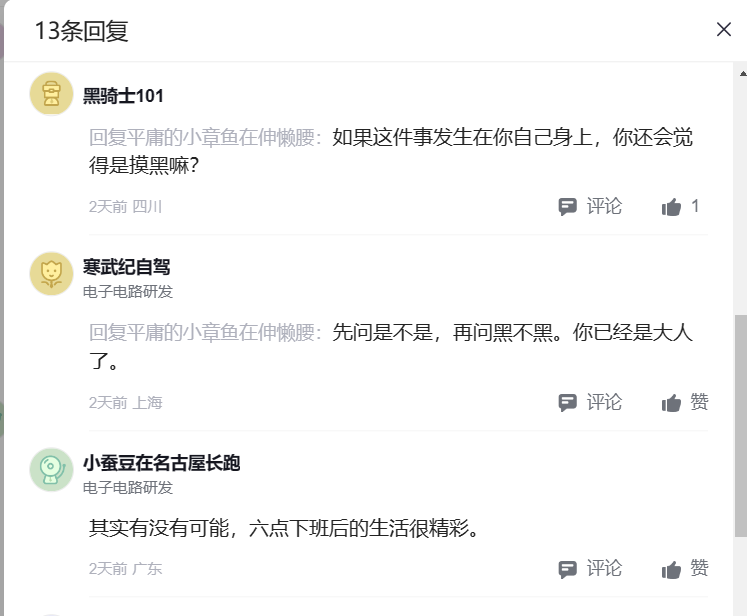 13条回复
黑骑士101
回复平庸的小章鱼在伸懒腰：如果这件事发生在你自己身上，你还会觉
得是摸黑嘛？
2天前 四川
评论
1
寒武纪自驾
电子电路研发
回复平庸的小章鱼在伸懒腰：先问是不是，再问黑不黑。你已经是大人
了。
2天前 上海
评论
赞
小蚕豆在名古屋长跑
电子电路研发
其实有没有可能，六点下班后的生活很精彩。
2天前 广东
评论
赞